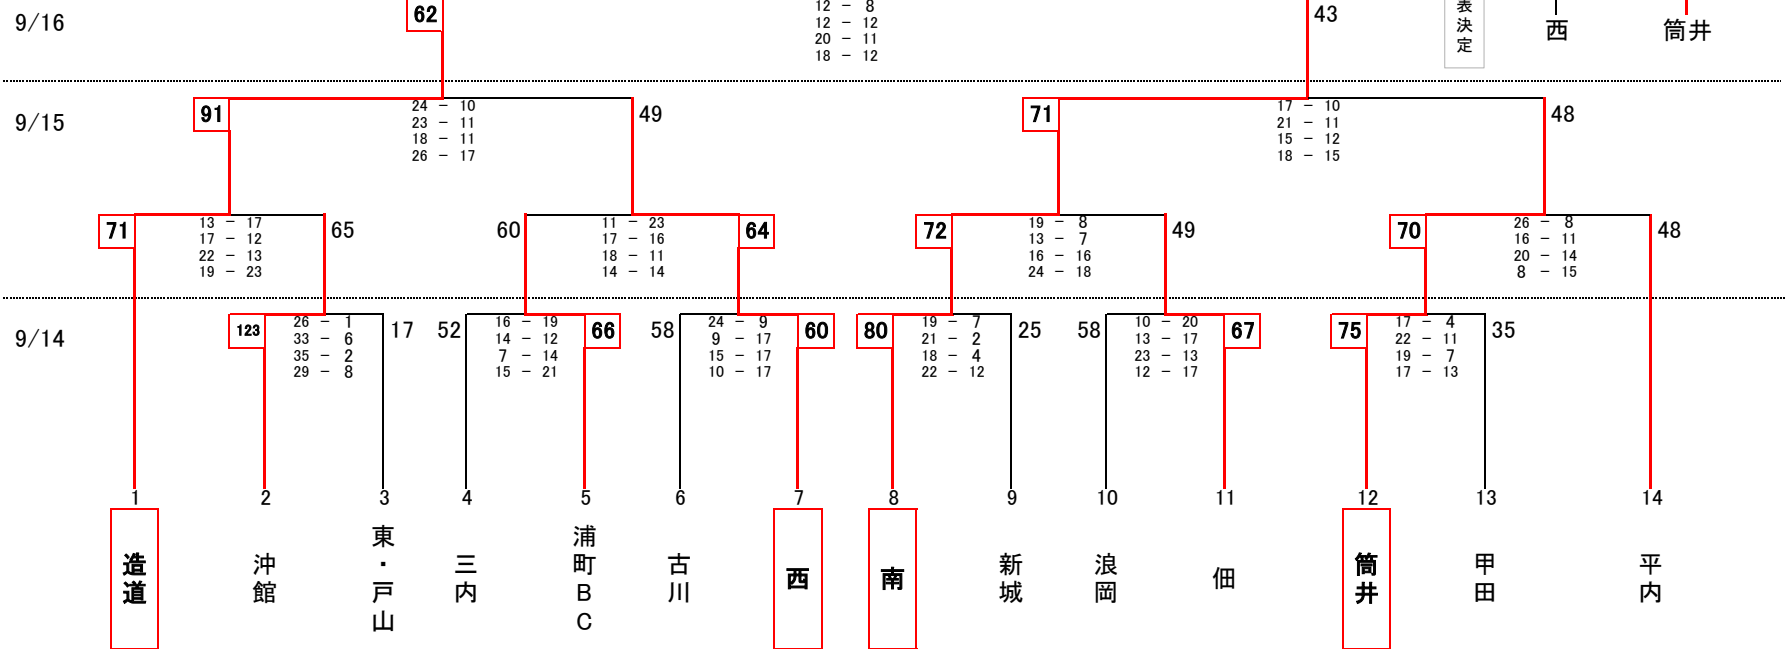 12 － 8
9/16
62
12 － 12
43
表決定
西
筒井
20 － 11
18 － 12
9/15
91
24 － 10
49
71
17 － 10
48
23 － 11
21 － 11
18 － 11
15 － 12
26 － 17
18 － 15
71
13 － 17
65
60
11 － 23
64
72
19 － 8
49
70
26 － 8
48
17 － 12
17 － 16
13 － 7
16 － 11
22 － 13
18 － 11
16 － 16
20 － 14
19 － 23
14 － 14
24 － 18
8 － 15
9/14
123
26 － 1
17
52
16 － 19
66
58
24 － 9
60
80
19 － 7
25
58
10 － 20
67
75
17 － 4
35
33 － 6
14 － 12
9 － 17
21 － 2
13 － 17
22 － 11
35 － 2
7 － 14
15 － 17
18 － 4
23 － 13
19 － 7
29 － 8
15 － 21
10 － 17
22 － 12
12 － 17
17 － 13
1 2 3 4 5 6 7 8 9 10 11 12 13 14
造道
沖館
東・戸山
三内
浦町BC
古川
西
南
新城
浪岡
佃
筒井
甲田
平内